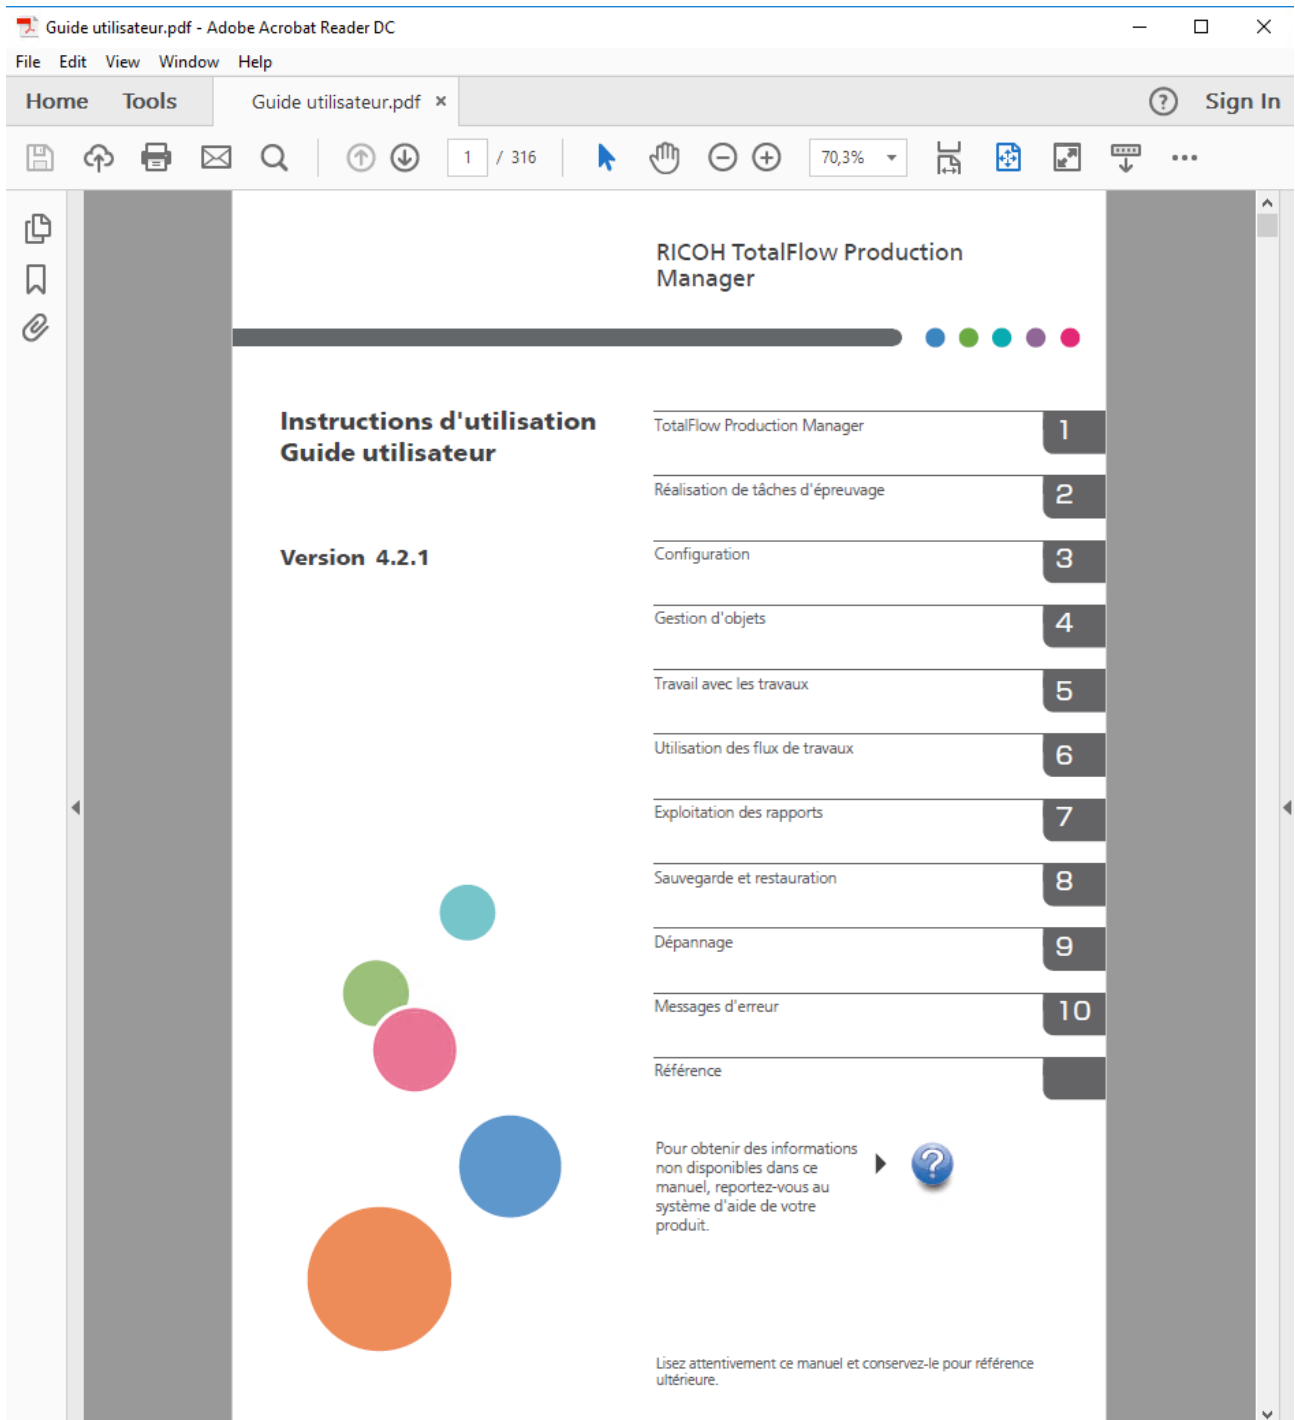 Guide utilisateur.pdf - Adobe Acrobat Reader DC
File Edit View Window Help
Home Tools Guide utilisateur.pdf × ? Sign In
1 / 316 70,3%
RICOH TotalFlow Production
Manager
Instructions d'utilisation
Guide utilisateur
Version 4.2.1
TotalFlow Production Manager 1
Réalisation de tâches d'épreuvage 2
Configuration 3
Gestion d'objets 4
Travail avec les travaux 5
Utilisation des flux de travaux 6
Exploitation des rapports 7
Sauvegarde et restauration 8
Dépannage 9
Messages d'erreur 10
Référence
Pour obtenir des informations
non disponibles dans ce
manuel, reportez-vous au
système d'aide de votre
produit.
?
Lisez attentivement ce manuel et conservez-le pour référence
ultérieure.